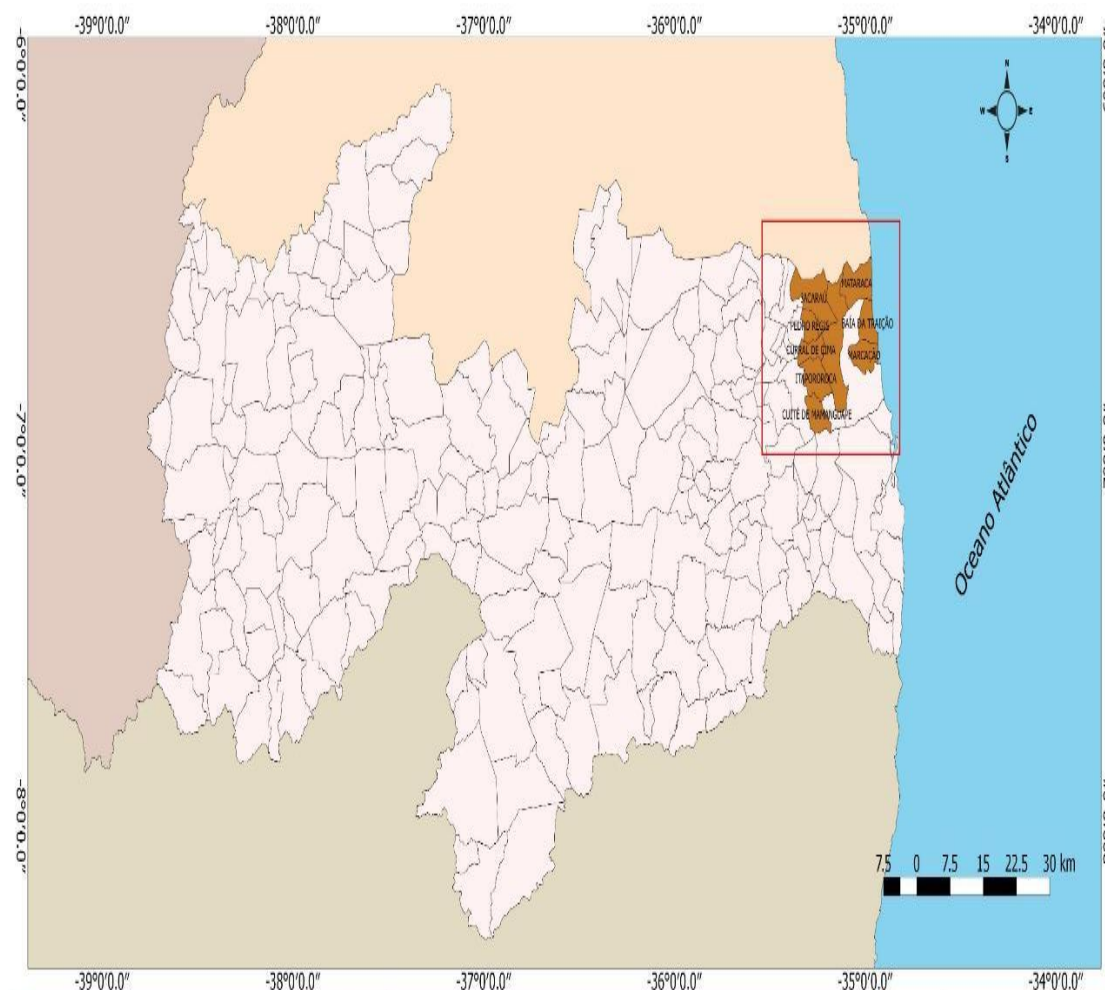 -39°0'0.0" -38°0'0.0" -37°0'0.0" -36°0'0.0" -35°0'0.0" -34°0'0.0"
-6°0'0.0"
N
W E
S
MATARACA
JACARAÚ
BAÍA DA TRAIÇÃO
PEDRO RÉGIS
CURRAL DE CIMA
MARCAÇÃO
ITAPOROROCA
CUITÉ DE MAMANGUAPE
-7°0'0.0"
Oceano Atlântico
-8°0'0.0"
7.5 0 7.5 15 22.5 30 km
-39°0'0.0" -38°0'0.0" -37°0'0.0" -36°0'0.0" -35°0'0.0" -34°0'0.0"